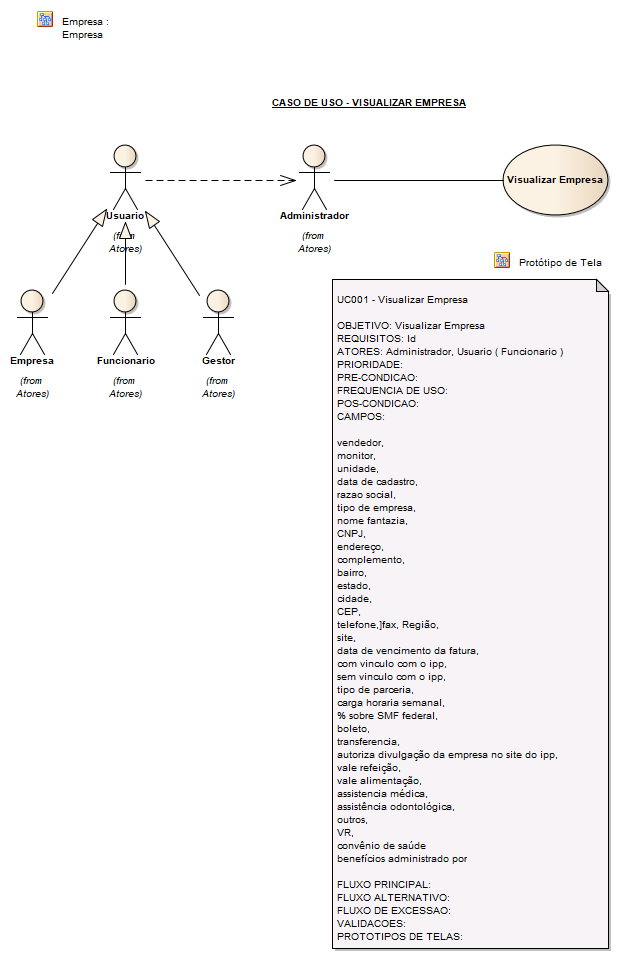 Empresa :
Empresa
CASO DE USO - VISUALIZAR EMPRESA
Usuario
(from
Atores)
Administrador
(from
Atores)
Visualizar Empresa
Empresa
(from
Atores)
Funcionario
(from
Atores)
Gestor
(from
Atores)
Protótipo de Tela
UC001 - Visualizar Empresa
OBJETIVO: Visualizar Empresa
REQUISITOS: Id
ATORES: Administrador, Usuario ( Funcionario )
PRIORIDADE:
PRE-CONDICAO:
FREQUENCIA DE USO:
POS-CONDICAO:
CAMPOS:
vendedor,
monitor,
unidade,
data de cadastro,
razao social,
tipo de empresa,
nome fantazia,
CNPJ,
endereço,
complemento,
bairro,
estado,
cidade,
CEP,
telefone,]fax, Região,
site,
data de vencimento da fatura,
com vinculo com o ipp,
sem vinculo com o ipp,
tipo de parceria,
carga horaria semanal,
% sobre SMF federal,
boleto,
transferencia,
autoriza divulgação da empresa no site do ipp,
vale refeição,
vale alimentação,
assistencia médica,
assistência odontológica,
outros,
VR,
convênio de saúde
benefícios administrado por
FLUXO PRINCIPAL:
FLUXO ALTERNATIVO:
FLUXO DE EXCESSAO:
VALIDACOES:
PROTOTIPOS DE TELAS: